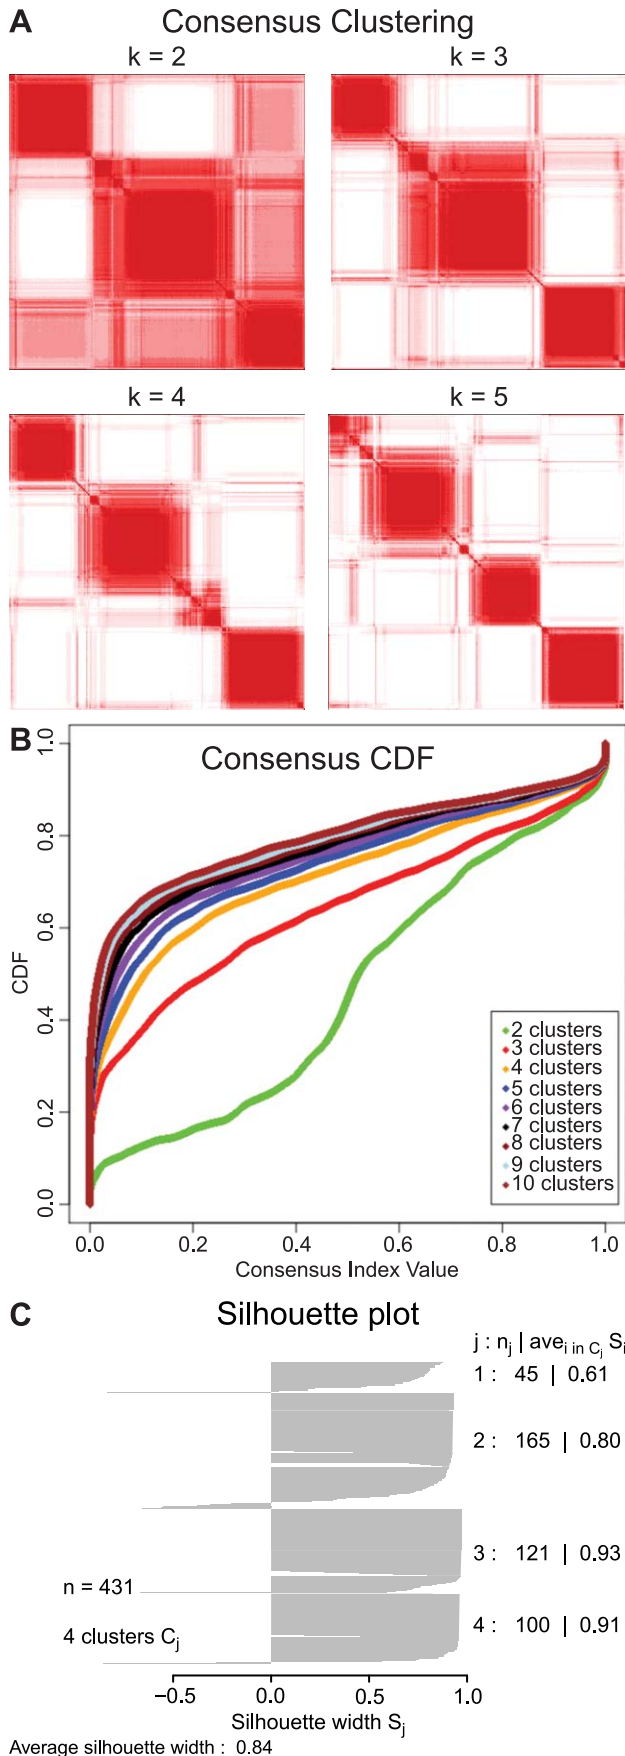 A Consensus Clustering
k = 2 k = 3
k = 4 k = 5
B Consensus CDF
1.0
0.8
0.6
CDF
0.4
0.2
0.0
2 clusters
3 clusters
4 clusters
5 clusters
6 clusters
7 clusters
8 clusters
9 clusters
10 clusters
0.0 0.2 0.4 0.6 0.8 1.0
Consensus Index Value
C Silhouette plot
j : nj | avei in Cj Si
1 : 45 | 0.61
2 : 165 | 0.80
3 : 121 | 0.93
n = 431
4 clusters Cj
4 : 100 | 0.91
−0.5 0.0 0.5 1.0
Silhouette width Sj
Average silhouette width : 0.84